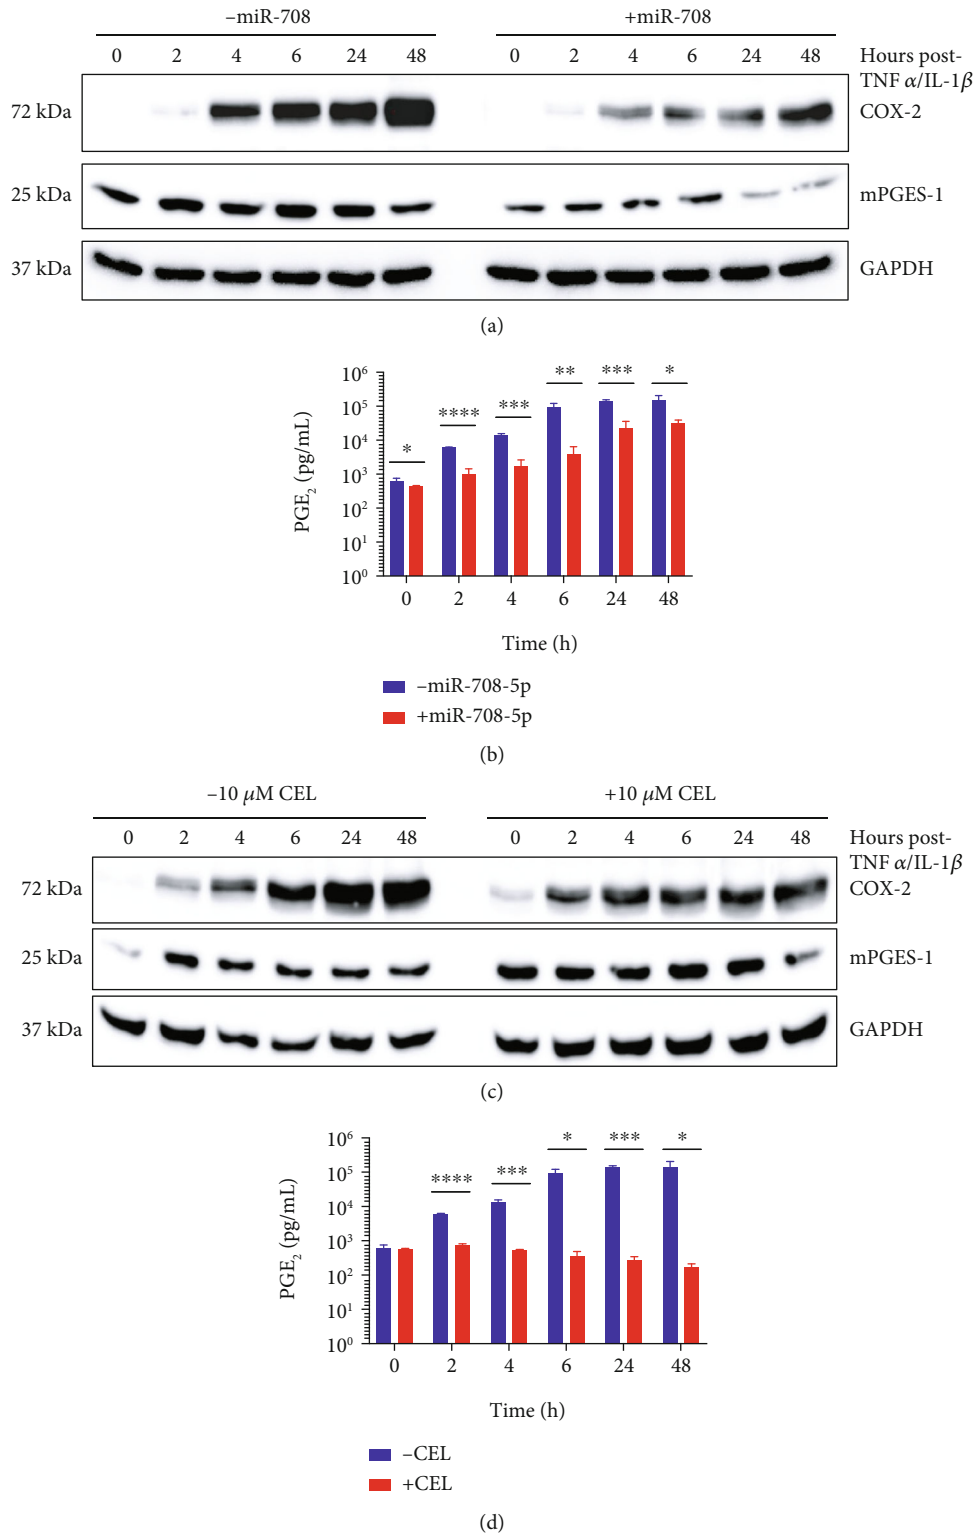 –miR-708 +miR-708
0 2 4 6 24 48 0 2 4 6 24 48 Hours post-
TNF α/IL-1β
72 kDa COX-2
25 kDa mPGES-1
37 kDa GAPDH
(a)
10⁶ 10⁵ 10⁴ 10³ 10² 10¹ 10⁰
PGE₂ (pg/mL)
* **** *** ** *** *
0 2 4 6 24 48
Time (h)
–miR-708-5p
+miR-708-5p
(b)
–10 μM CEL +10 μM CEL
0 2 4 6 24 48 0 2 4 6 24 48 Hours post-
TNF α/IL-1β
72 kDa COX-2
25 kDa mPGES-1
37 kDa GAPDH
(c)
10⁶ 10⁵ 10⁴ 10³ 10² 10¹ 10⁰
PGE₂ (pg/mL)
**** *** * *** *
0 2 4 6 24 48
Time (h)
–CEL
+CEL
(d)